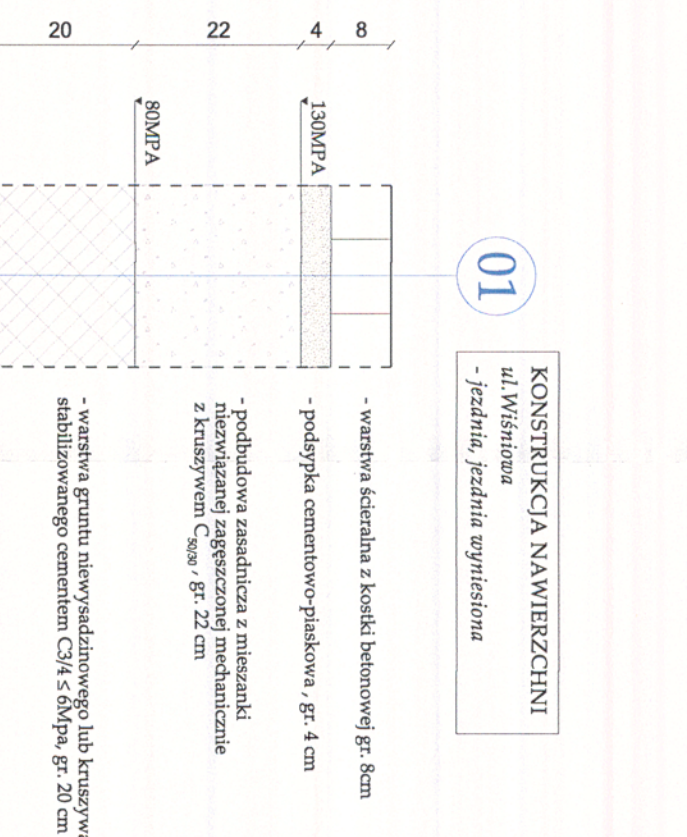 01
KONSTRUKCJA NAWIERZCHNI
ul.Wiśniowa
- jezdnia, jezdnia wyniesiona
8
4
22
20
130MPA
80MPA
- warstwa ścieralna z kostki betonowej gr. 8cm
- podsypka cementowo-piaskowa , gr. 4 cm
- podbudowa zasadnicza z mieszanki
niezwiązanej zagęszczonej mechanicznie
z kruszywem C50/30 , gr. 22 cm
- warstwa gruntu niewysadzinowego lub kruszywa
stabilizowanego cementem C3/4 ≤ 6Mpa, gr. 20 cm